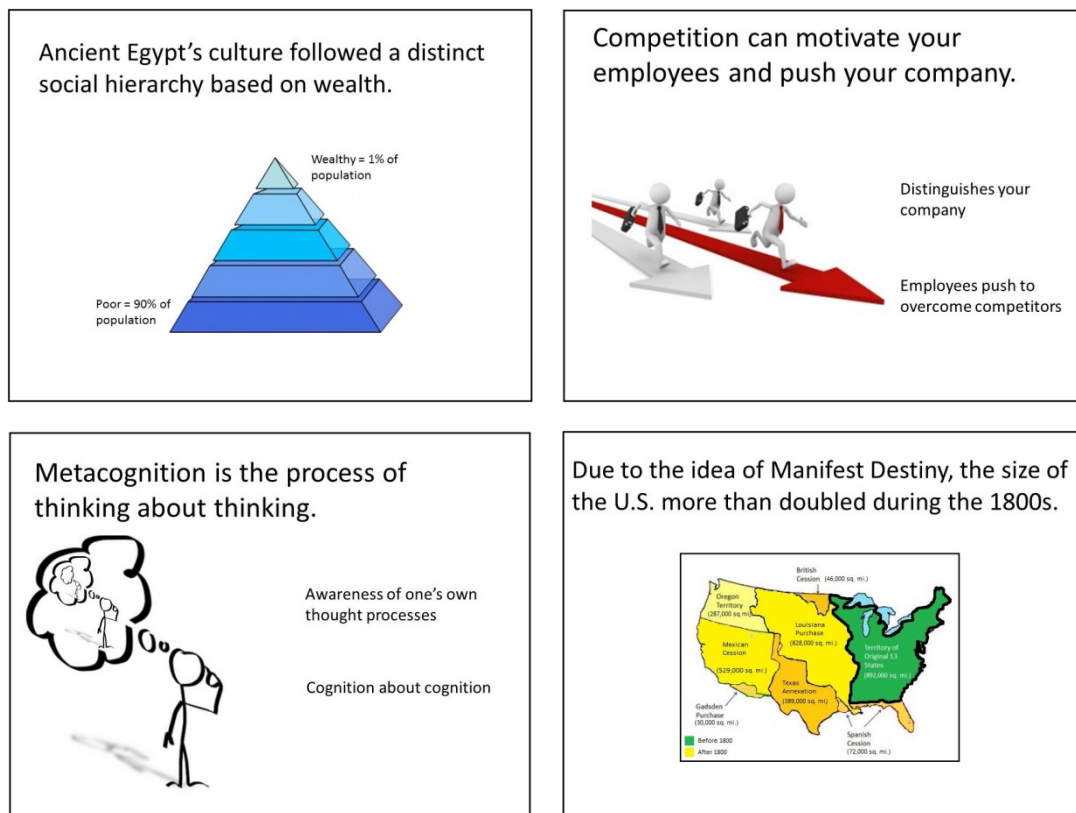 Ancient Egypt's culture followed a distinct
social hierarchy based on wealth.
Wealthy = 1% of
population
Poor = 90% of
population
Competition can motivate your
employees and push your company.
Distinguishes your
company
Employees push to
overcome competitors
Metacognition is the process of
thinking about thinking.
Awareness of one's own
thought processes
Cognition about cognition
Due to the idea of Manifest Destiny, the size of
the U.S. more than doubled during the 1800s.
British
Cession (46,000 sq. mi.)
Oregon
Territory
(287,000 sq. mi)
Louisiana
Purchase
(828,000 sq. mi.)
Mexican
Cession
(529,000 sq. mi.)
Territory of
Original 13
States
(892,000 sq. mi.)
Texas
Annexation
(389,000 sq. mi)
Gadsden
Purchase
(30,000 sq. mi.)
Spanish
Cession
(72,000 sq. mi.)
Before 1800
After 1800